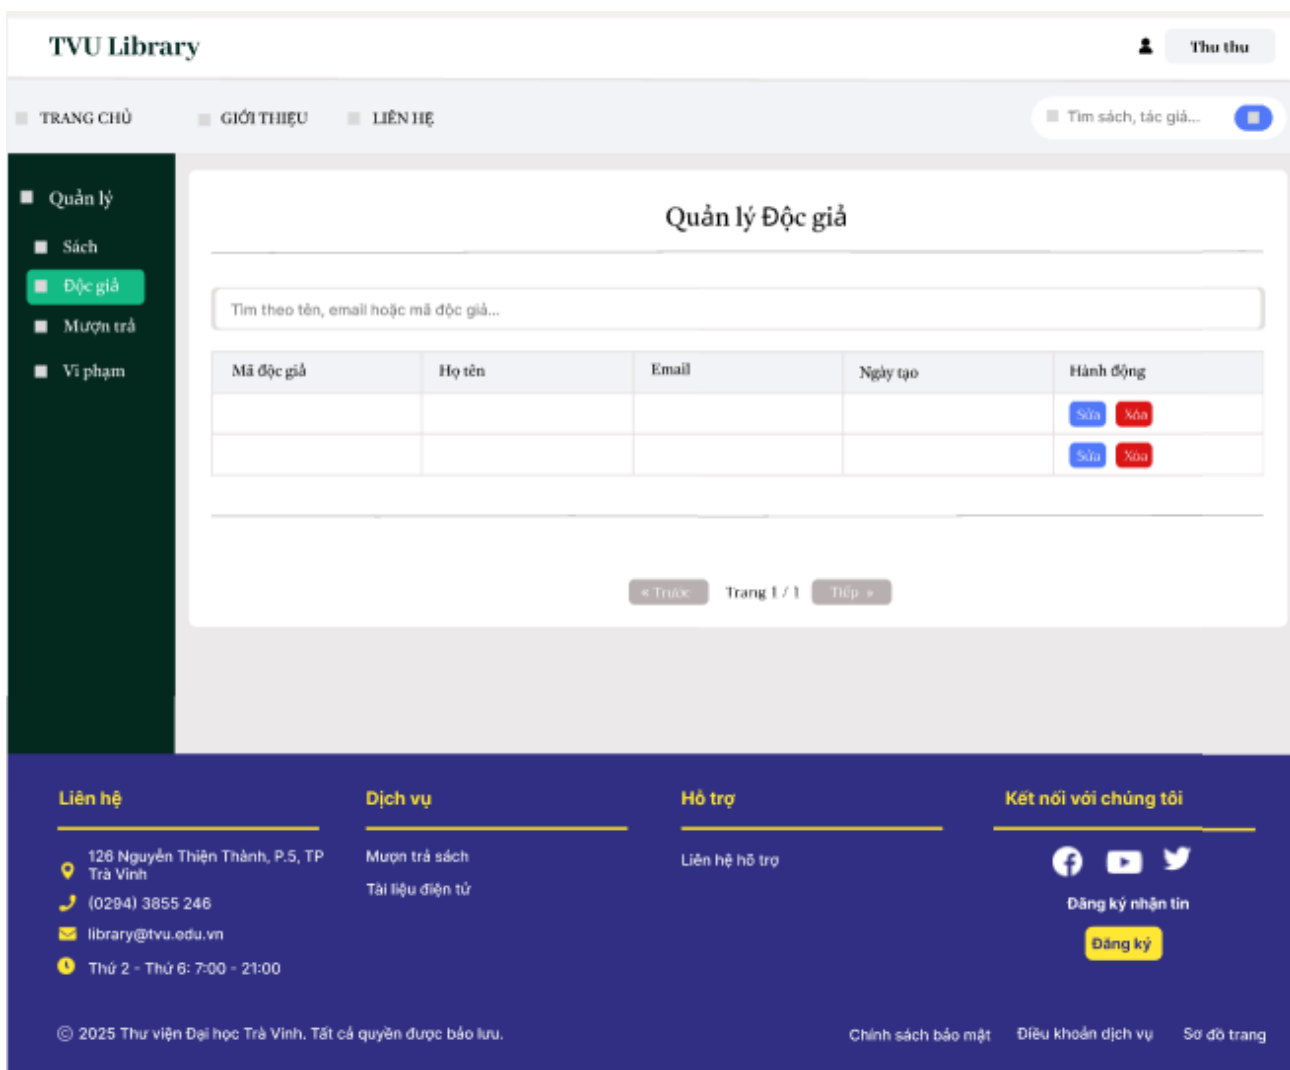 TVU Library
Thu thu
TRANG CHỦ
GIỚI THIỆU
LIÊN HỆ
Tìm sách, tác giả...
Quản lý
Sách
Độc giả
Mượn trả
Vi phạm
Quản lý Độc giả
Tìm theo tên, email hoặc mã độc giả...
Mã độc giả
Họ tên
Email
Ngày tạo
Hành động
Sửa
Xóa
Sửa
Xóa
« Trước
Trang 1 / 1
Tiếp »
Liên hệ
126 Nguyễn Thiện Thành, P.5, TP
Trà Vinh
(0294) 3855 246
library@tvu.edu.vn
Thứ 2 - Thứ 6: 7:00 - 21:00
Dịch vụ
Mượn trả sách
Tài liệu điện tử
Hỗ trợ
Liên hệ hỗ trợ
Kết nối với chúng tôi
Đăng ký nhận tin
Đăng ký
© 2025 Thư viện Đại học Trà Vinh. Tất cả quyền được bảo lưu.
Chính sách bảo mật
Điều khoản dịch vụ
Sơ đồ trang